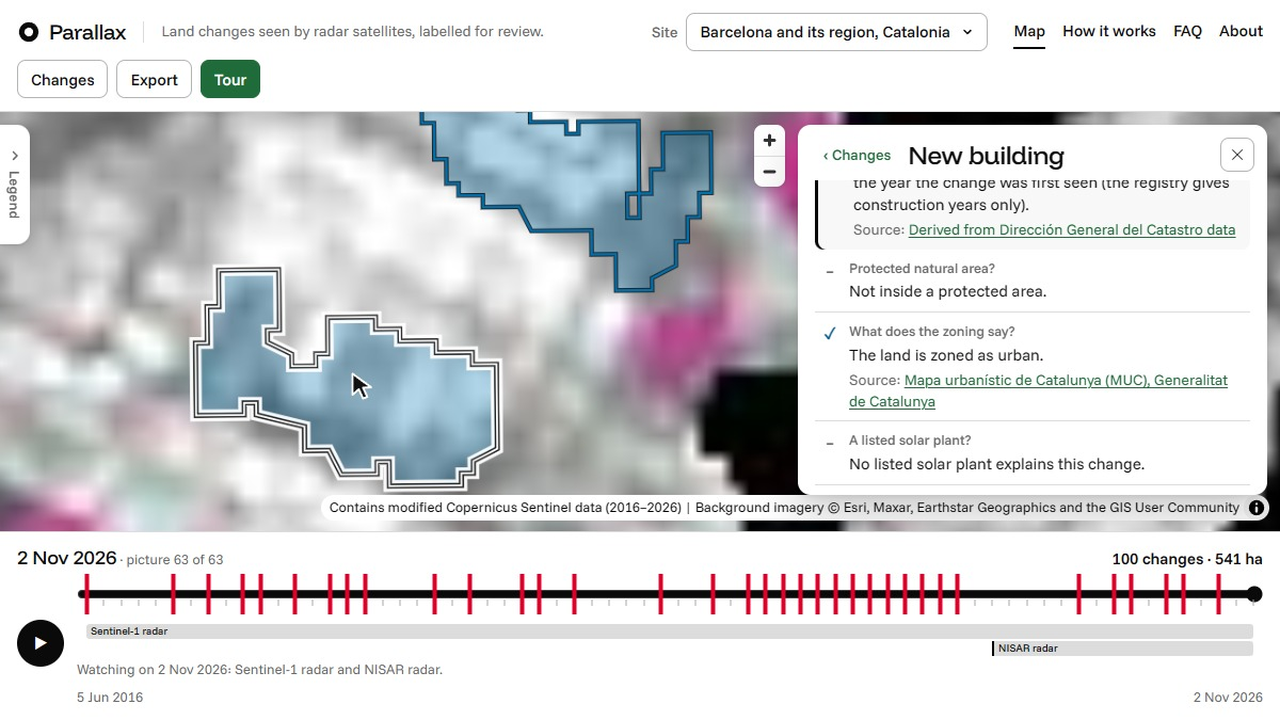 Parallax
Land changes seen by radar satellites, labelled for review.
Site
Barcelona and its region, Catalonia
Map
How it works
FAQ
About
Changes
Export
Tour
Legend
+
−
‹ Changes
New building
the year the change was first seen (the registry gives
construction years only).
Source: Derived from Dirección General del Catastro data
Protected natural area?
Not inside a protected area.
What does the zoning say?
The land is zoned as urban.
Source: Mapa urbanístic de Catalunya (MUC), Generalitat
de Catalunya
A listed solar plant?
No listed solar plant explains this change.
Contains modified Copernicus Sentinel data (2016–2026) | Background imagery © Esri, Maxar, Earthstar Geographics and the GIS User Community
2 Nov 2026 · picture 63 of 63
100 changes · 541 ha
Sentinel-1 radar
NISAR radar
Watching on 2 Nov 2026: Sentinel-1 radar and NISAR radar.
5 Jun 2016
2 Nov 2026